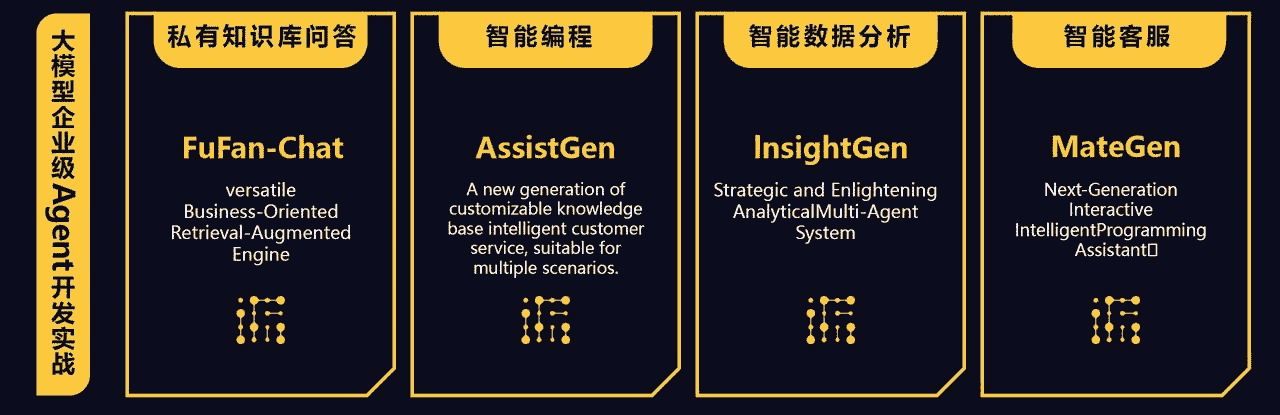 大模型企业级Agent开发实战
私有知识库问答
FuFan-Chat
versatile
Business-Oriented
Retrieval-Augmented
Engine
智能编程
AssistGen
A new generation of
customizable knowledge
base intelligent customer
service, suitable for
multiple scenarios.
智能数据分析
InsightGen
Strategic and Enlightening
AnalyticalMulti-Agent
System
智能客服
MateGen
Next-Generation
Interactive
IntelligentProgramming
Assistant□